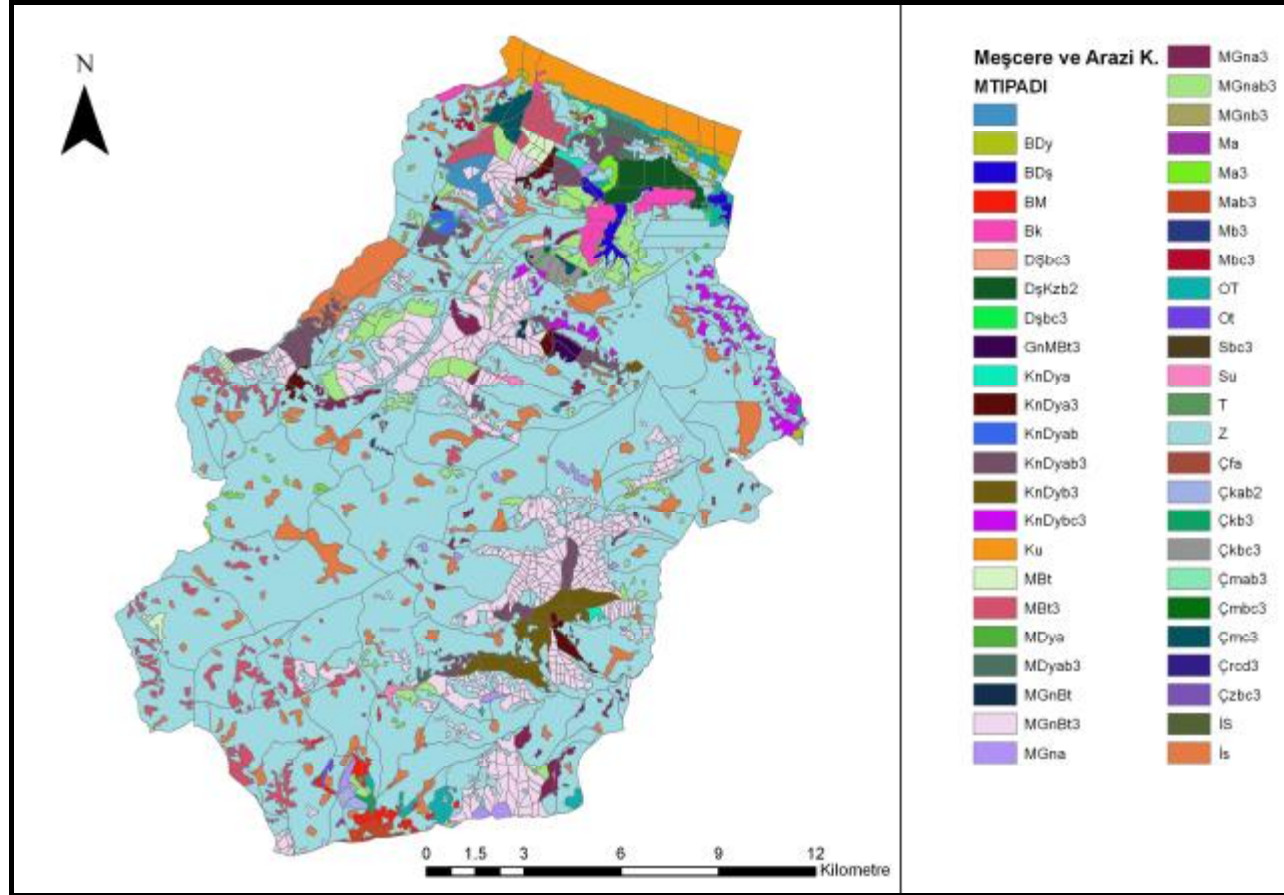 N
0 1.5 3 6 9 12
Kilometre
Meşcere ve Arazi K.
MTIPADI
BDy
BDş
BM
Bk
DŞbc3
DşKzb2
Dşbc3
GnMBt3
KnDya
KnDya3
KnDyab
KnDyab3
KnDyb3
KnDybc3
Ku
MBt
MBt3
MDya
MDyab3
MGnBt
MGnBt3
MGna
MGna3
MGnab3
MGnb3
Ma
Ma3
Mab3
Mb3
Mbc3
OT
Ot
Sbc3
Su
T
Z
Çfa
Çkab2
Çkb3
Çkbc3
Çmab3
Çmbc3
Çmc3
Çrcd3
Çzbc3
İS
İs